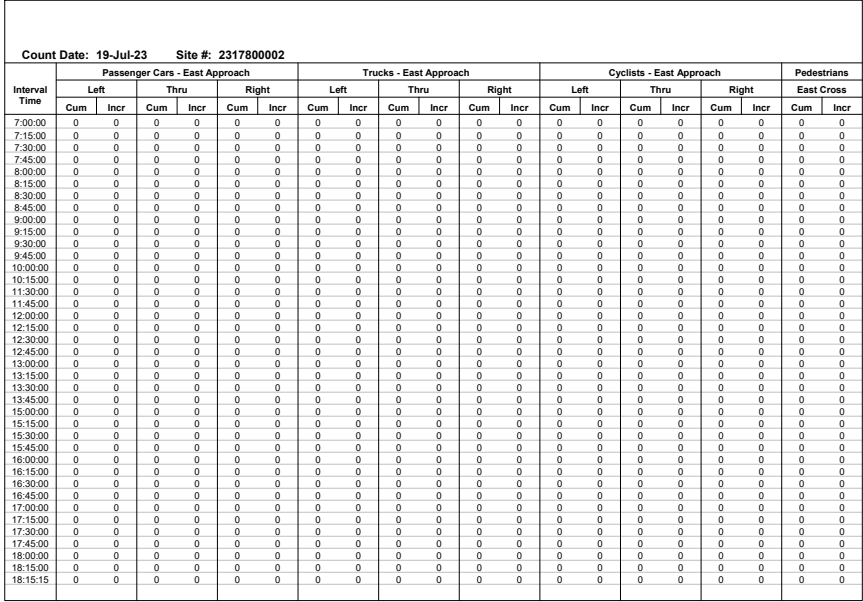 Count Date: 19-Jul-23 Site #: 2317800002
Passenger Cars - East Approach Trucks - East Approach Cyclists - East Approach Pedestrians
Interval Time Left Thru Right Left Thru Right Left Thru Right East Cross
Cum Incr Cum Incr Cum Incr Cum Incr Cum Incr Cum Incr Cum Incr Cum Incr Cum Incr Cum Incr
7:00:00 0 0 0 0 0 0 0 0 0 0 0 0 0 0 0 0 0 0 0 0
7:15:00 0 0 0 0 0 0 0 0 0 0 0 0 0 0 0 0 0 0 0 0
7:30:00 0 0 0 0 0 0 0 0 0 0 0 0 0 0 0 0 0 0 0 0
7:45:00 0 0 0 0 0 0 0 0 0 0 0 0 0 0 0 0 0 0 0 0
8:00:00 0 0 0 0 0 0 0 0 0 0 0 0 0 0 0 0 0 0 0 0
8:15:00 0 0 0 0 0 0 0 0 0 0 0 0 0 0 0 0 0 0 0 0
8:30:00 0 0 0 0 0 0 0 0 0 0 0 0 0 0 0 0 0 0 0 0
8:45:00 0 0 0 0 0 0 0 0 0 0 0 0 0 0 0 0 0 0 0 0
9:00:00 0 0 0 0 0 0 0 0 0 0 0 0 0 0 0 0 0 0 0 0
9:15:00 0 0 0 0 0 0 0 0 0 0 0 0 0 0 0 0 0 0 0 0
9:30:00 0 0 0 0 0 0 0 0 0 0 0 0 0 0 0 0 0 0 0 0
9:45:00 0 0 0 0 0 0 0 0 0 0 0 0 0 0 0 0 0 0 0 0
10:00:00 0 0 0 0 0 0 0 0 0 0 0 0 0 0 0 0 0 0 0 0
10:15:00 0 0 0 0 0 0 0 0 0 0 0 0 0 0 0 0 0 0 0 0
11:30:00 0 0 0 0 0 0 0 0 0 0 0 0 0 0 0 0 0 0 0 0
11:45:00 0 0 0 0 0 0 0 0 0 0 0 0 0 0 0 0 0 0 0 0
12:00:00 0 0 0 0 0 0 0 0 0 0 0 0 0 0 0 0 0 0 0 0
12:15:00 0 0 0 0 0 0 0 0 0 0 0 0 0 0 0 0 0 0 0 0
12:30:00 0 0 0 0 0 0 0 0 0 0 0 0 0 0 0 0 0 0 0 0
12:45:00 0 0 0 0 0 0 0 0 0 0 0 0 0 0 0 0 0 0 0 0
13:00:00 0 0 0 0 0 0 0 0 0 0 0 0 0 0 0 0 0 0 0 0
13:15:00 0 0 0 0 0 0 0 0 0 0 0 0 0 0 0 0 0 0 0 0
13:30:00 0 0 0 0 0 0 0 0 0 0 0 0 0 0 0 0 0 0 0 0
13:45:00 0 0 0 0 0 0 0 0 0 0 0 0 0 0 0 0 0 0 0 0
15:00:00 0 0 0 0 0 0 0 0 0 0 0 0 0 0 0 0 0 0 0 0
15:15:00 0 0 0 0 0 0 0 0 0 0 0 0 0 0 0 0 0 0 0 0
15:30:00 0 0 0 0 0 0 0 0 0 0 0 0 0 0 0 0 0 0 0 0
15:45:00 0 0 0 0 0 0 0 0 0 0 0 0 0 0 0 0 0 0 0 0
16:00:00 0 0 0 0 0 0 0 0 0 0 0 0 0 0 0 0 0 0 0 0
16:15:00 0 0 0 0 0 0 0 0 0 0 0 0 0 0 0 0 0 0 0 0
16:30:00 0 0 0 0 0 0 0 0 0 0 0 0 0 0 0 0 0 0 0 0
16:45:00 0 0 0 0 0 0 0 0 0 0 0 0 0 0 0 0 0 0 0 0
17:00:00 0 0 0 0 0 0 0 0 0 0 0 0 0 0 0 0 0 0 0 0
17:15:00 0 0 0 0 0 0 0 0 0 0 0 0 0 0 0 0 0 0 0 0
17:30:00 0 0 0 0 0 0 0 0 0 0 0 0 0 0 0 0 0 0 0 0
17:45:00 0 0 0 0 0 0 0 0 0 0 0 0 0 0 0 0 0 0 0 0
18:00:00 0 0 0 0 0 0 0 0 0 0 0 0 0 0 0 0 0 0 0 0
18:15:00 0 0 0 0 0 0 0 0 0 0 0 0 0 0 0 0 0 0 0 0
18:15:15 0 0 0 0 0 0 0 0 0 0 0 0 0 0 0 0 0 0 0 0